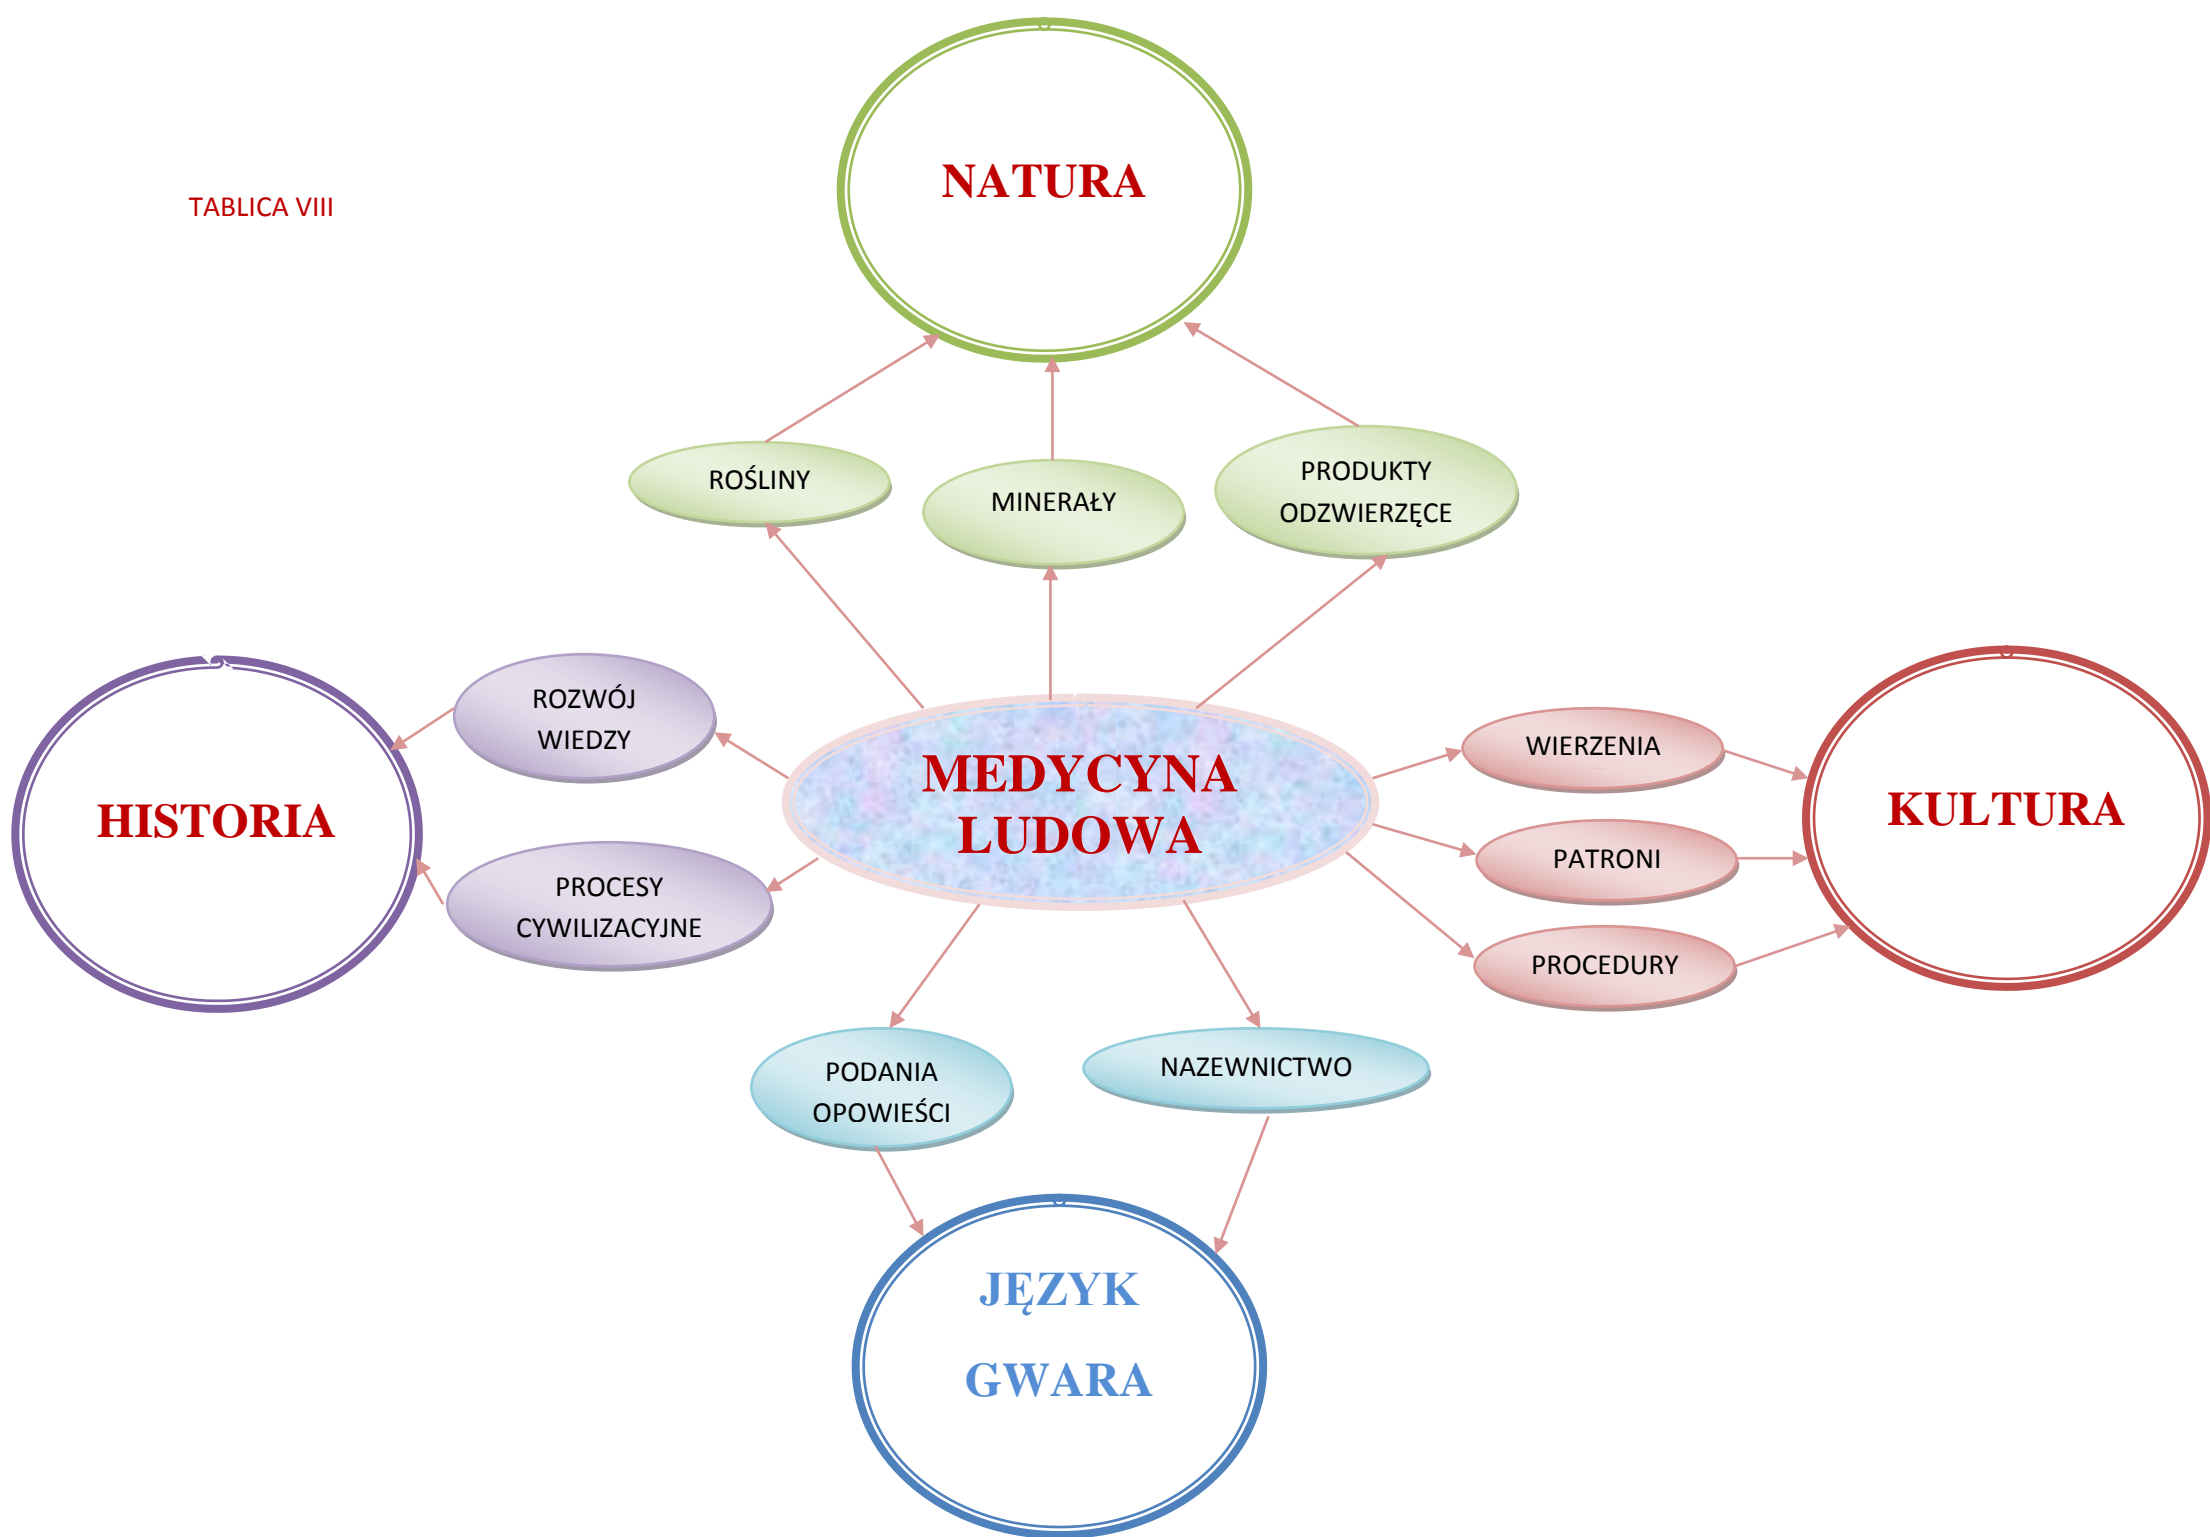 NATURA
TABLICA VIII
ROŚLINY
MINERAŁY
PRODUKTY
ODZWIERZĘCE
ROZWÓJ
WIEDZY
HISTORIA
PROCESY
CYWILIZACYJNE
MEDYCYNA
LUDOWA
WIERZENIA
PATRONI
PROCEDURY
KULTURA
PODANIA
OPOWIEŚCI
NAZEWNICTWO
JĘZYK
GWARA